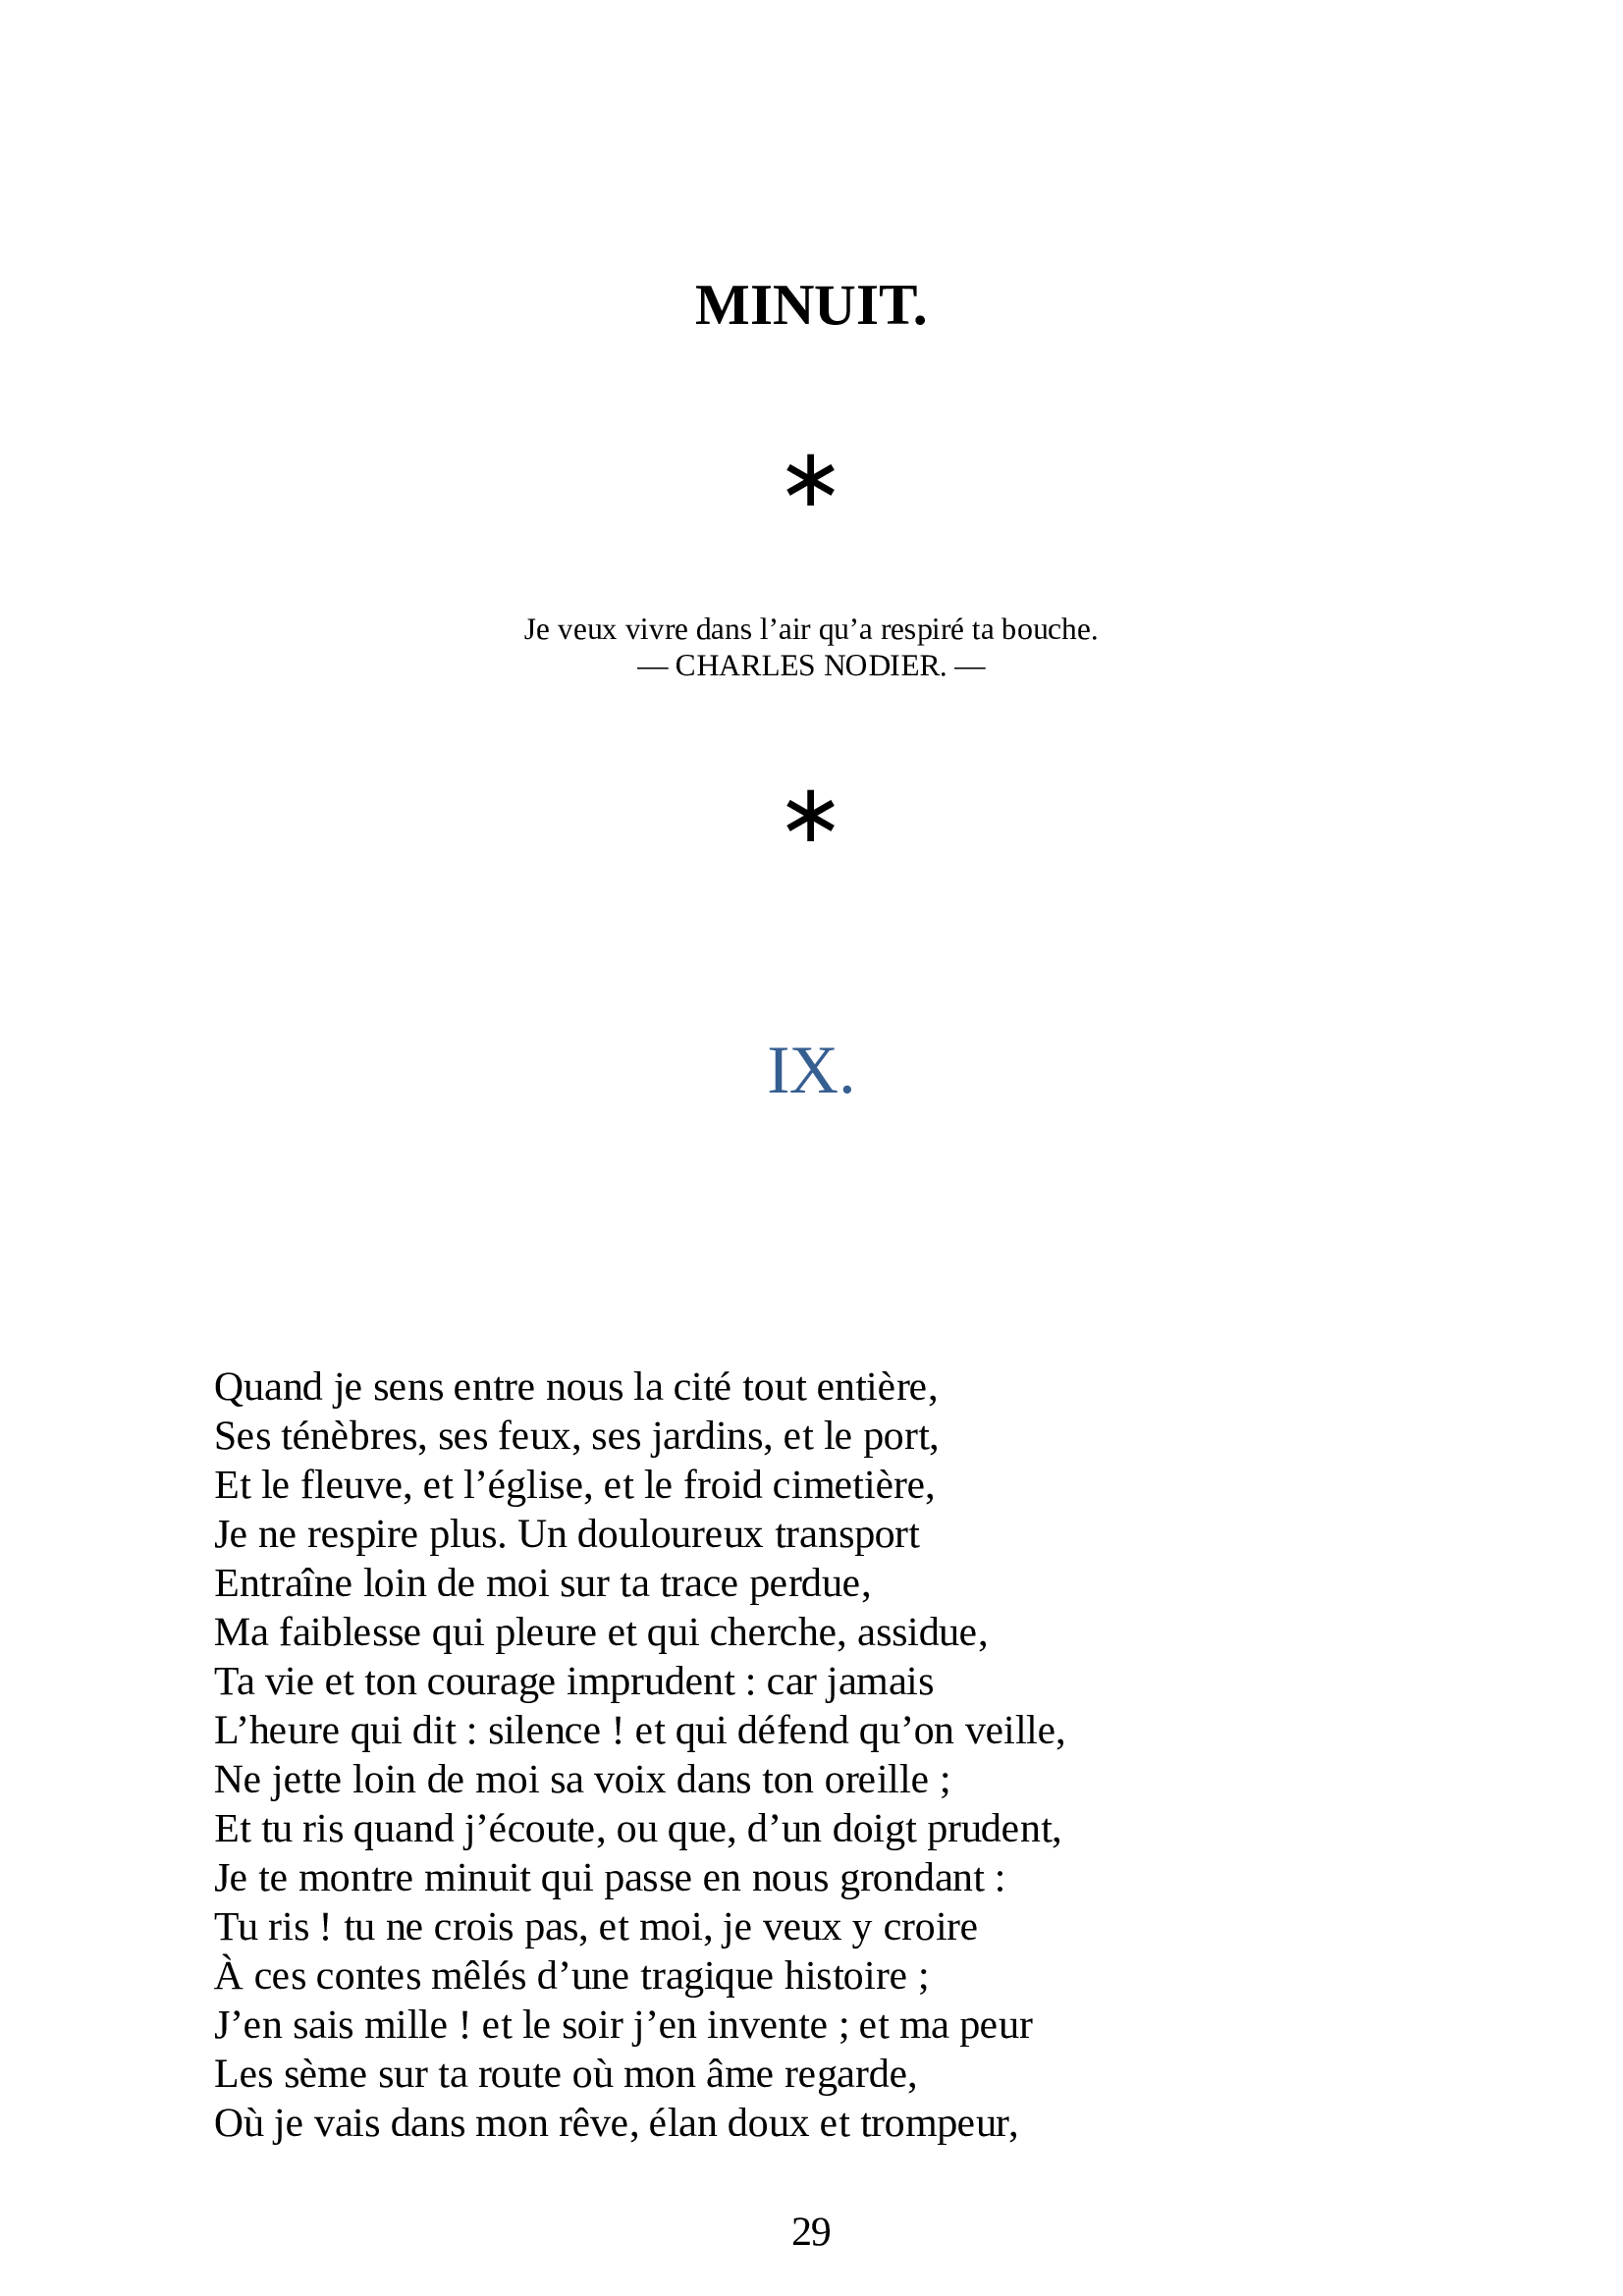 MINUIT.
*
Je veux vivre dans l’air qu’a respiré ta bouche.
— CHARLES NODIER. —
*
IX.
Quand je sens entre nous la cité tout entière,
Ses ténèbres, ses feux, ses jardins, et le port,
Et le fleuve, et l’église, et le froid cimetière,
Je ne respire plus. Un douloureux transport
Entraîne loin de moi sur ta trace perdue,
Ma faiblesse qui pleure et qui cherche, assidue,
Ta vie et ton courage imprudent : car jamais
L’heure qui dit : silence ! et qui défend qu’on veille,
Ne jette loin de moi sa voix dans ton oreille ;
Et tu ris quand j’écoute, ou que, d’un doigt prudent,
Je te montre minuit qui passe en nous grondant :
Tu ris ! tu ne crois pas, et moi, je veux y croire
À ces contes mêlés d’une tragique histoire ;
J’en sais mille ! et le soir j’en invente ; et ma peur
Les sème sur ta route où mon âme regarde,
Où je vais dans mon rêve, élan doux et trompeur,
29